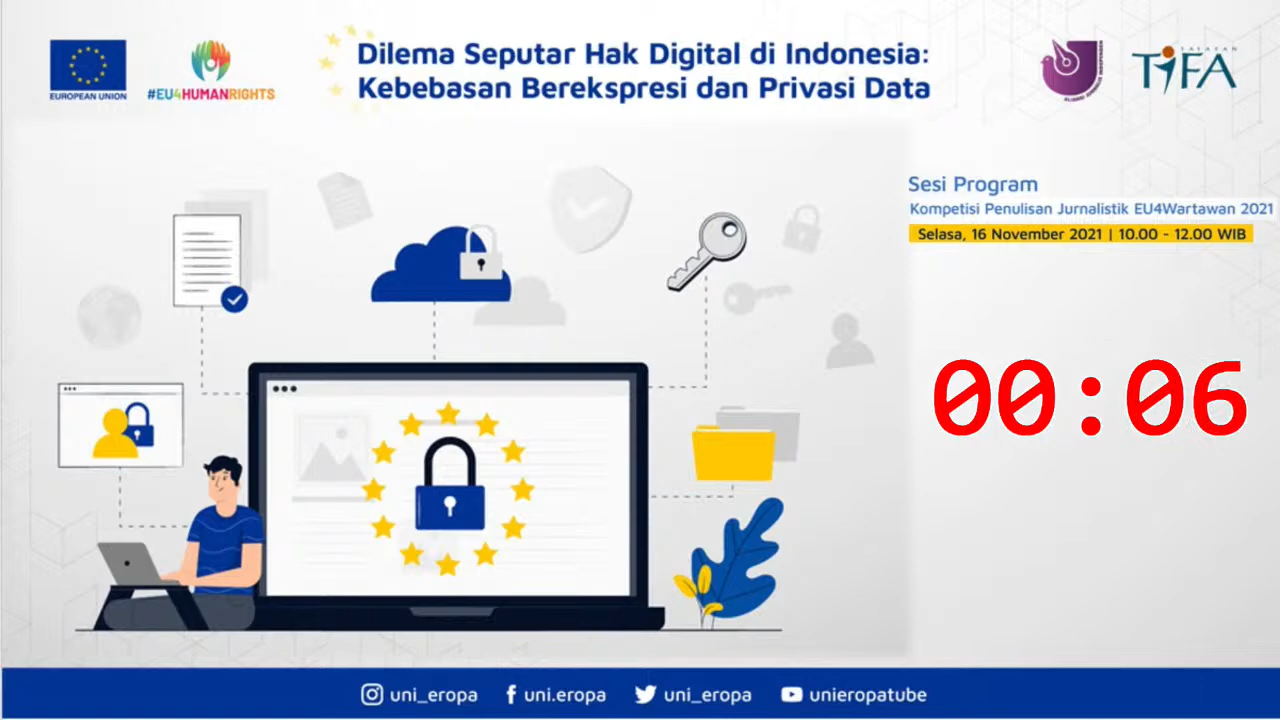 EUROPEAN UNION
#EU4HUMANRIGHTS
Dilema Seputar Hak Digital di Indonesia:
Kebebasan Berekspresi dan Privasi Data
YAYASAN
TIFA
Sesi Program
Kompetisi Penulisan Jurnalistik EU4Wartawan 2021
Selasa, 16 November 2021 | 10.00 - 12.00 WIB
00:06
uni_eropa
uni.eropa
uni_eropa
unieropatube